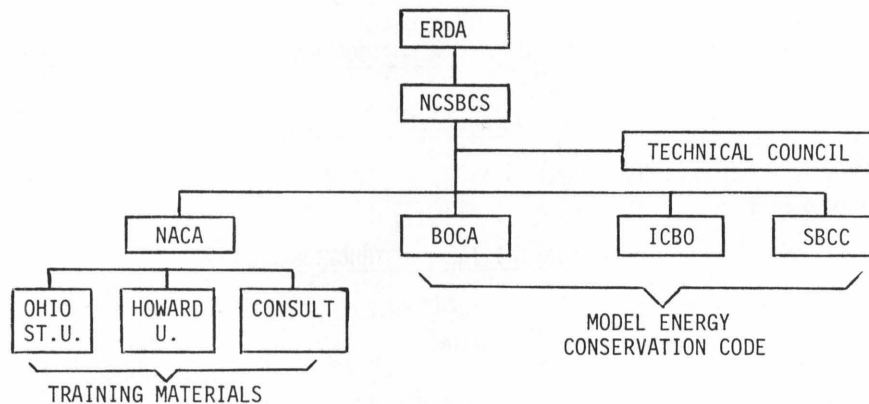 ERDA
NCSBCS
TECHNICAL COUNCIL
NACA
BOCA
ICBO
SBCC
OHIO
ST.U.
HOWARD
U.
CONSULT
MODEL ENERGY
CONSERVATION CODE
TRAINING MATERIALS